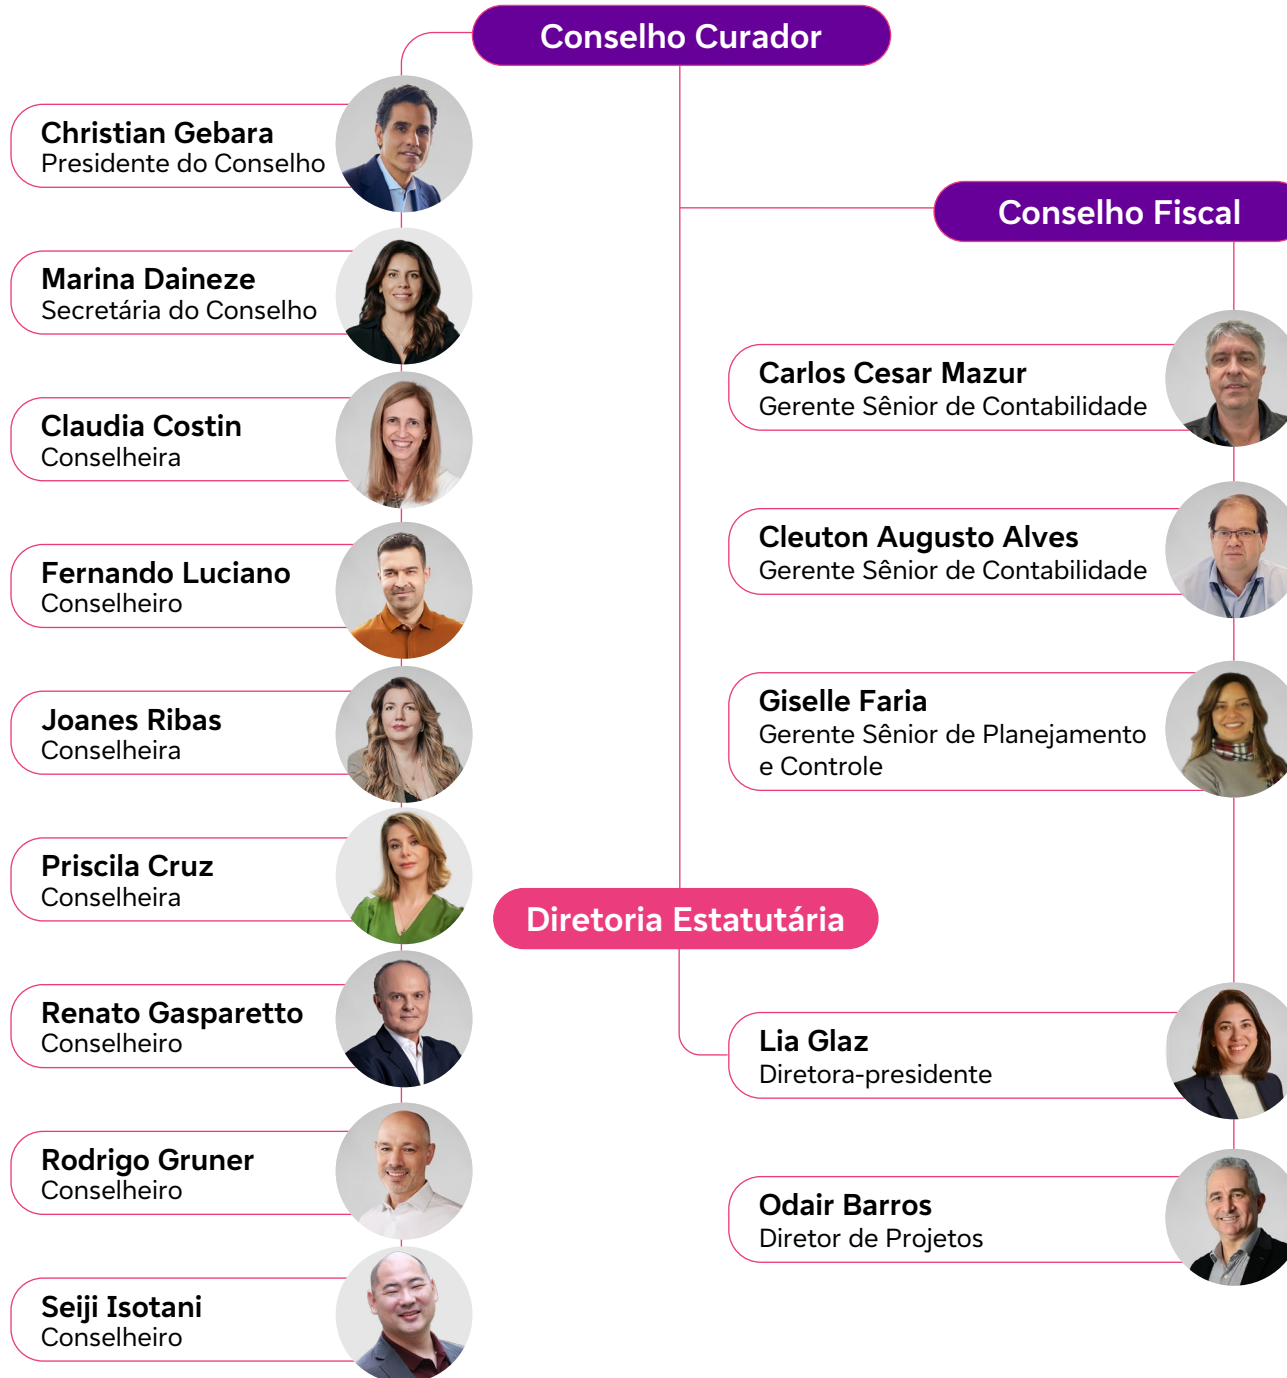 Conselho Curador
Christian Gebara
Presidente do Conselho
Marina Daineze
Secretária do Conselho
Claudia Costin
Conselheira
Fernando Luciano
Conselheiro
Joanes Ribas
Conselheira
Priscila Cruz
Conselheira
Renato Gasparetto
Conselheiro
Rodrigo Gruner
Conselheiro
Seiji Isotani
Conselheiro
Conselho Fiscal
Carlos Cesar Mazur
Gerente Sênior de Contabilidade
Cleuton Augusto Alves
Gerente Sênior de Contabilidade
Giselle Faria
Gerente Sênior de Planejamento
e Controle
Diretoria Estatutária
Lia Glaz
Diretora-presidente
Odair Barros
Diretor de Projetos